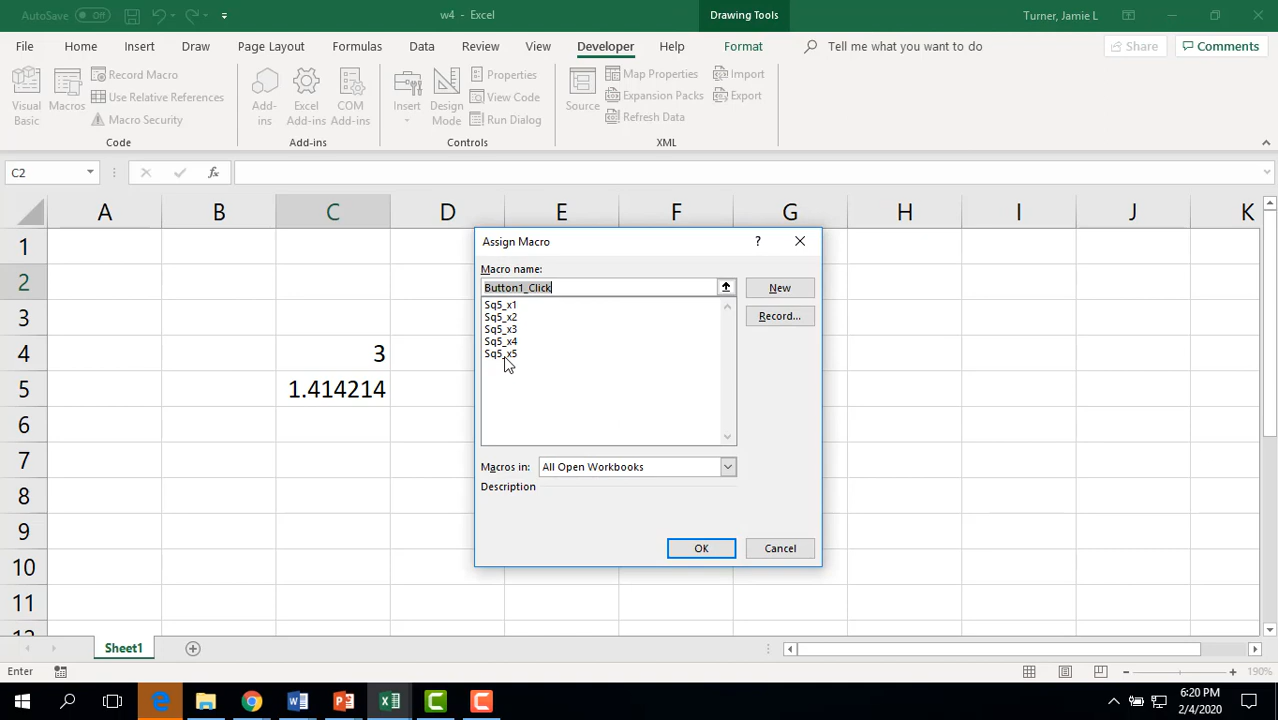 AutoSave Off w4 - Excel Drawing Tools Turner, Jamie L
File Home Insert Draw Page Layout Formulas Data Review View Developer Help Format Tell me what you want to do Share Comments
Visual Basic
Macros
Record Macro
Use Relative References
Macro Security
Code
Add-ins
Excel Add-ins
COM Add-ins
Add-ins
Insert
Design Mode
Properties
View Code
Run Dialog
Controls
Source
Map Properties
Expansion Packs
Refresh Data
Import
Export
XML
C2 fx
A B C D E F G H I J K
1
2
3
4 3
5 1.414214
6
7
8
9
10
11
12
Assign Macro ?
Macro name:
Button1_Click
New
Record...
Sq5_x1
Sq5_x2
Sq5_x3
Sq5_x4
Sq5_x5
Macros in: All Open Workbooks
Description
OK Cancel
Sheet1
Enter 190%
6:20 PM
2/4/2020